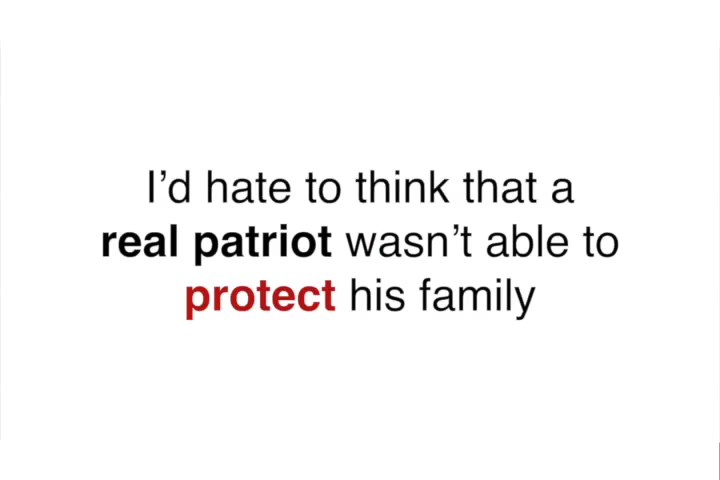 I’d hate to think that a
real patriot wasn’t able to
protect his family